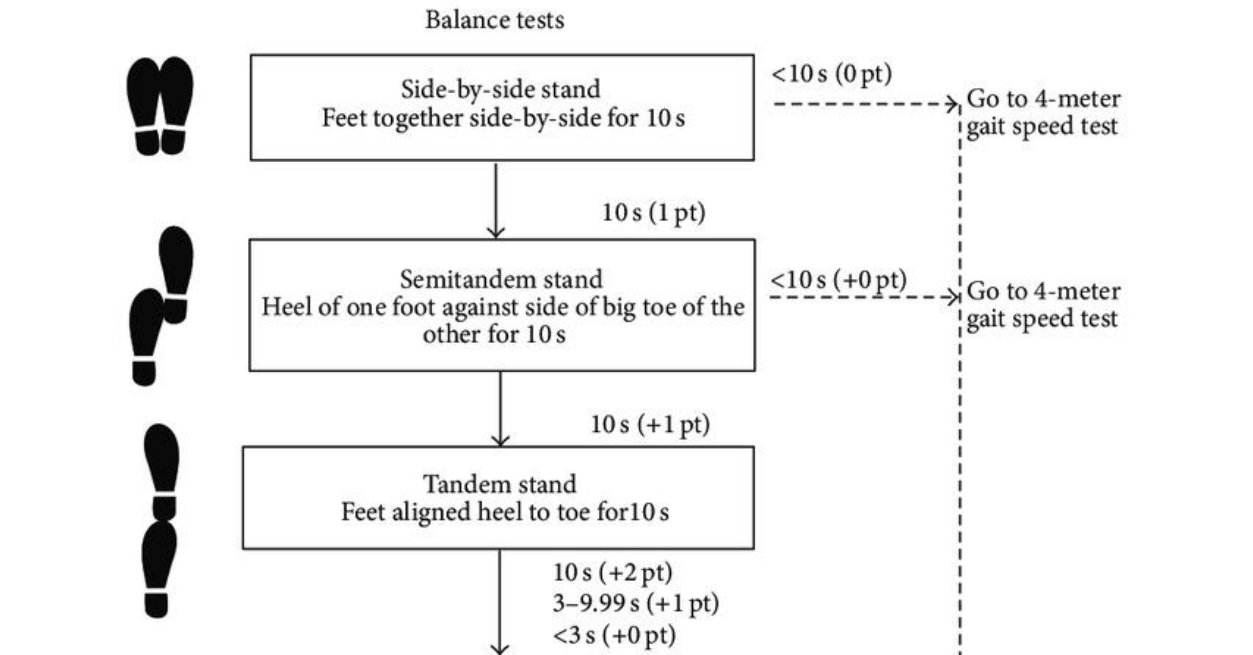 Balance tests
Side-by-side stand
Feet together side-by-side for 10 s
<10 s (0 pt)
Go to 4-meter
gait speed test
10 s (1 pt)
Semitandem stand
Heel of one foot against side of big toe of the
other for 10 s
<10 s (+0 pt)
Go to 4-meter
gait speed test
10 s (+1 pt)
Tandem stand
Feet aligned heel to toe for10 s
10 s (+2 pt)
3–9.99 s (+1 pt)
<3 s (+0 pt)